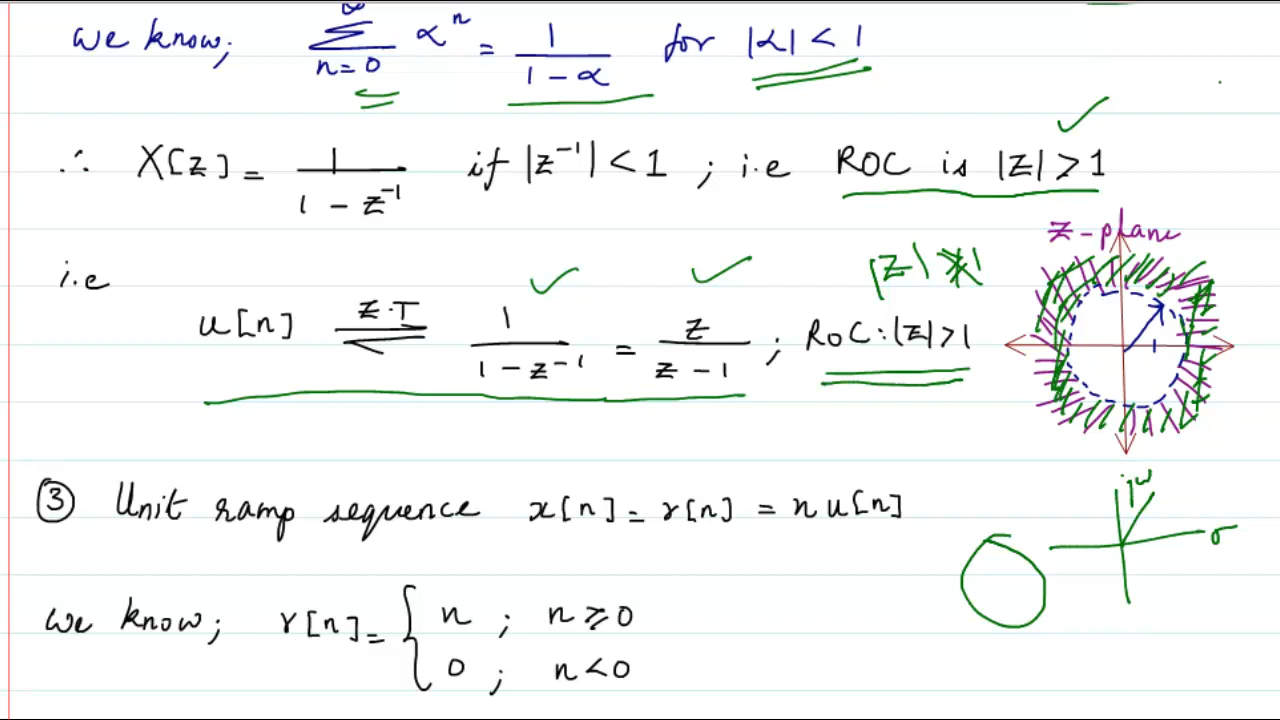 we know; ∞ Σ n=0 αⁿ = 1/(1 - α) for |α| < 1
∴ X[z] = 1/(1 - z⁻¹) if |z⁻¹| < 1 ; i.e ROC is |z| > 1
z-plane
i.e
u[n] Z.T ⇌ 1/(1 - z⁻¹) = z/(z - 1) ; ROC : |z| > 1
1
③ Unit ramp sequence x[n] = r[n] = n u[n]
jω
σ
we know; r[n] = { n ; n ≥ 0
0 ; n < 0